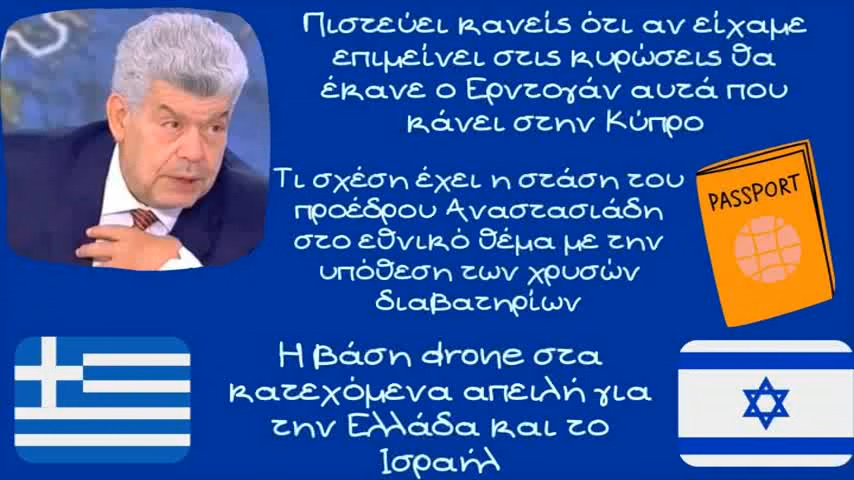 Πιστεύει κανείς ότι αν είχαμε
επιμείνει στις κυρώσεις θα
έκανε ο Ερντογάν αυτά που
κάνει στην Κύπρο
Τι σχέση έχει η στάση του
προέδρου Αναστασιάδη
στο εθνικό θέμα με την
υπόθεση των χρυσών
διαβατηρίων
PASSPORT
Η βάση drone στα
κατεχόμενα απειλή για
την Ελλάδα και το
Ισραήλ